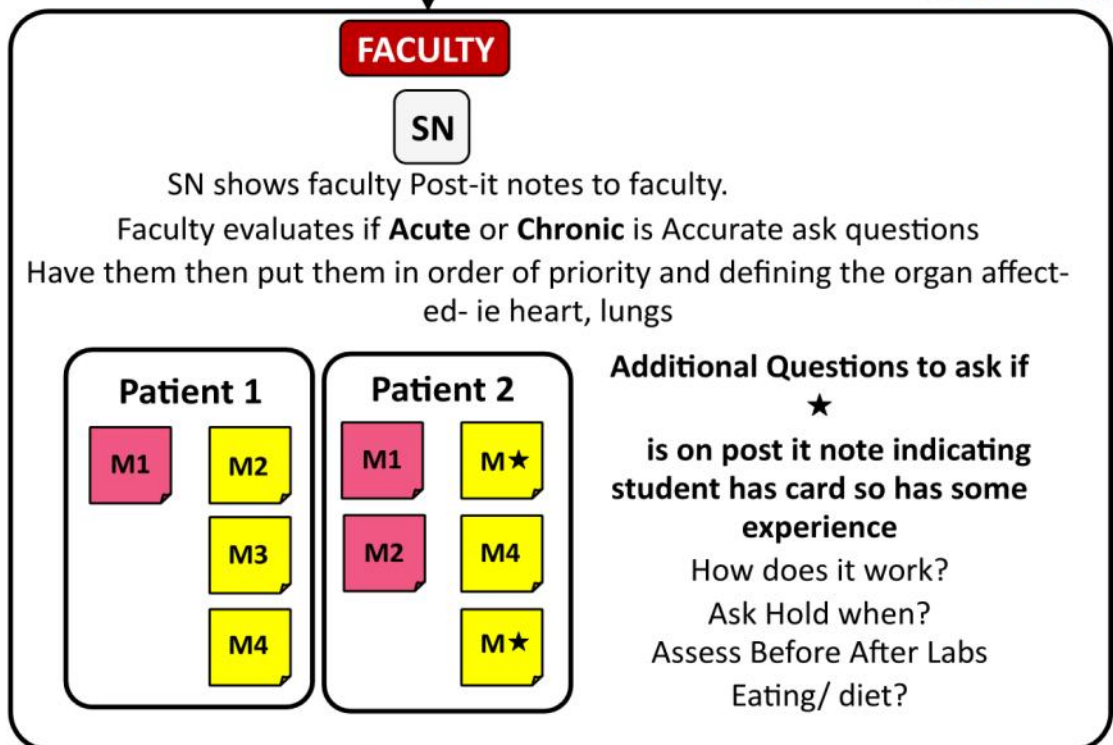 FACULTY
SN
SN shows faculty Post-it notes to faculty.
Faculty evaluates if Acute or Chronic is Accurate ask questions
Have them then put them in order of priority and defining the organ affect-
ed- ie heart, lungs
Patient 1
M1
M2
M3
M4
Patient 2
M1
M★
M2
M4
M★
Additional Questions to ask if
★
is on post it note indicating
student has card so has some
experience
How does it work?
Ask Hold when?
Assess Before After Labs
Eating/ diet?